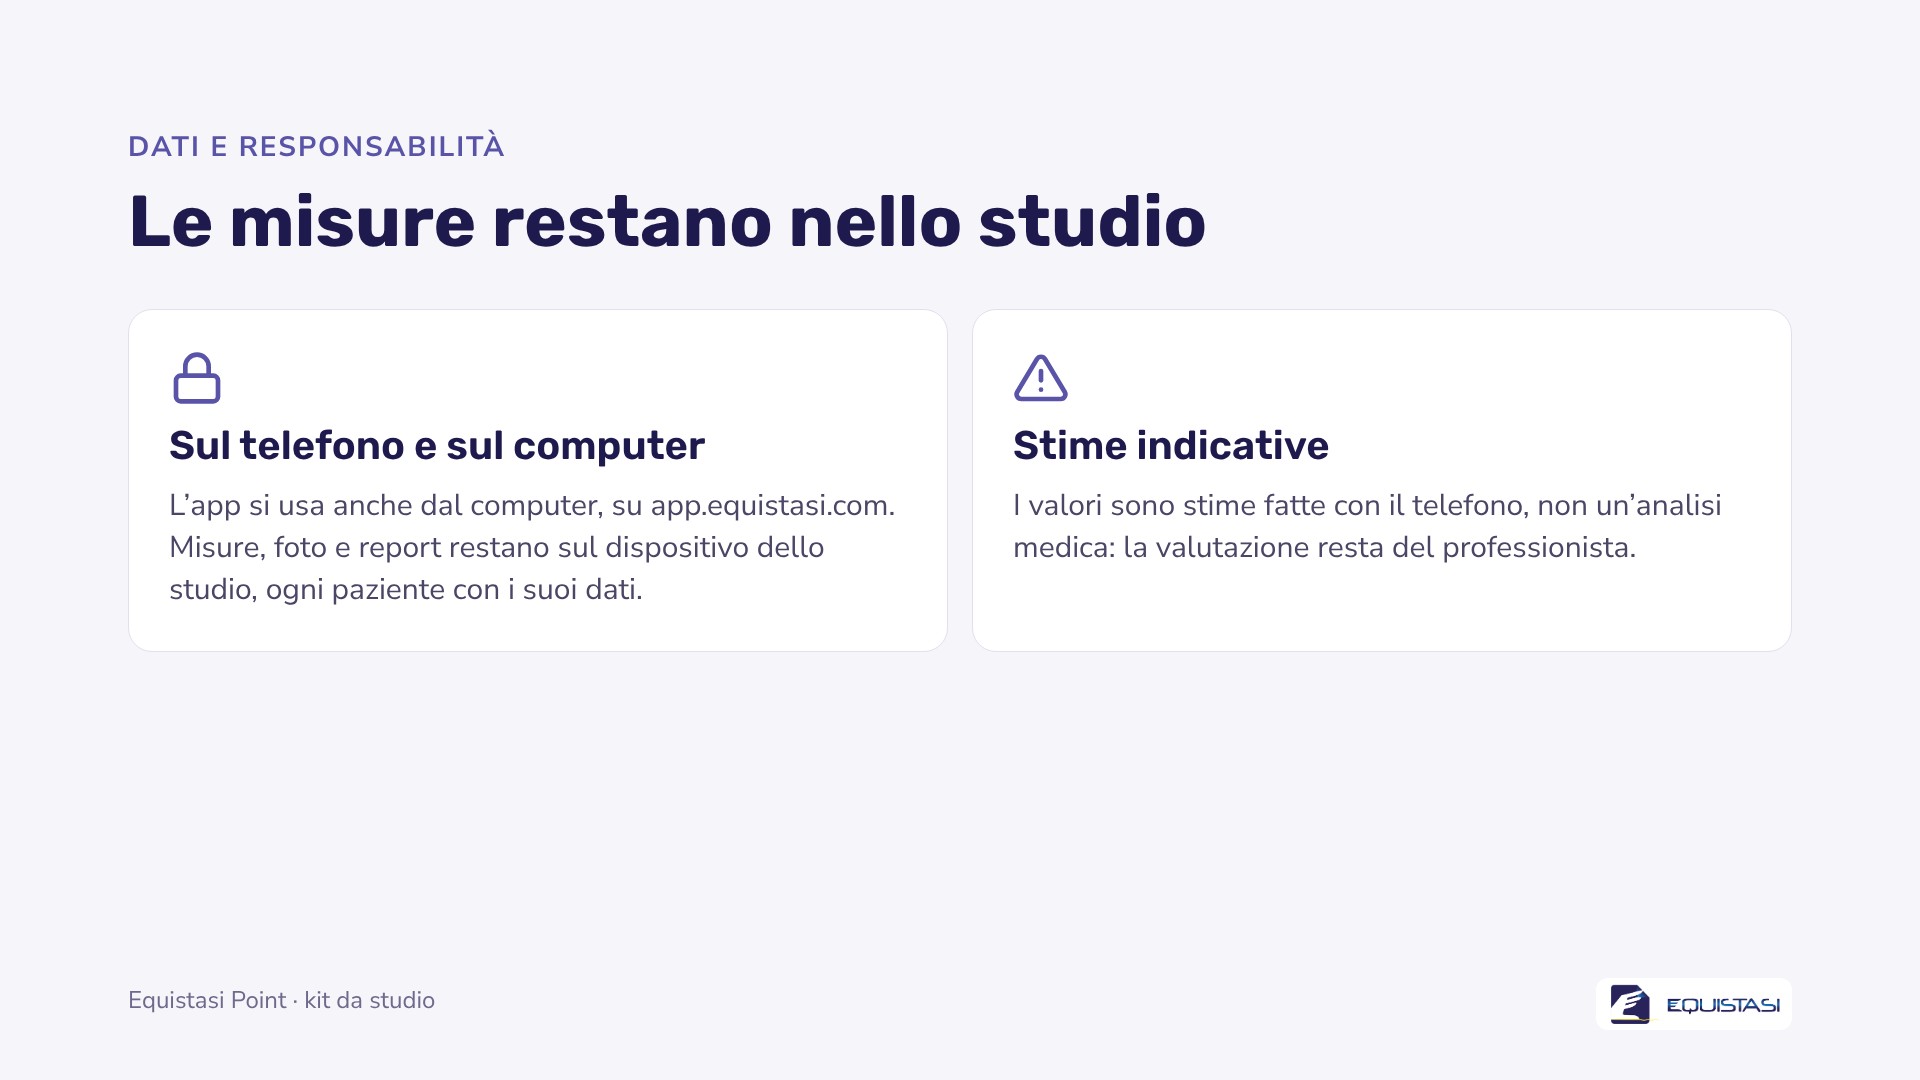 DATI E RESPONSABILITÀ
Le misure restano nello studio
Sul telefono e sul computer
L’app si usa anche dal computer, su app.equistasi.com.
Misure, foto e report restano sul dispositivo dello
studio, ogni paziente con i suoi dati.
Stime indicative
I valori sono stime fatte con il telefono, non un’analisi
medica: la valutazione resta del professionista.
Equistasi Point · kit da studio
EQUISTASI